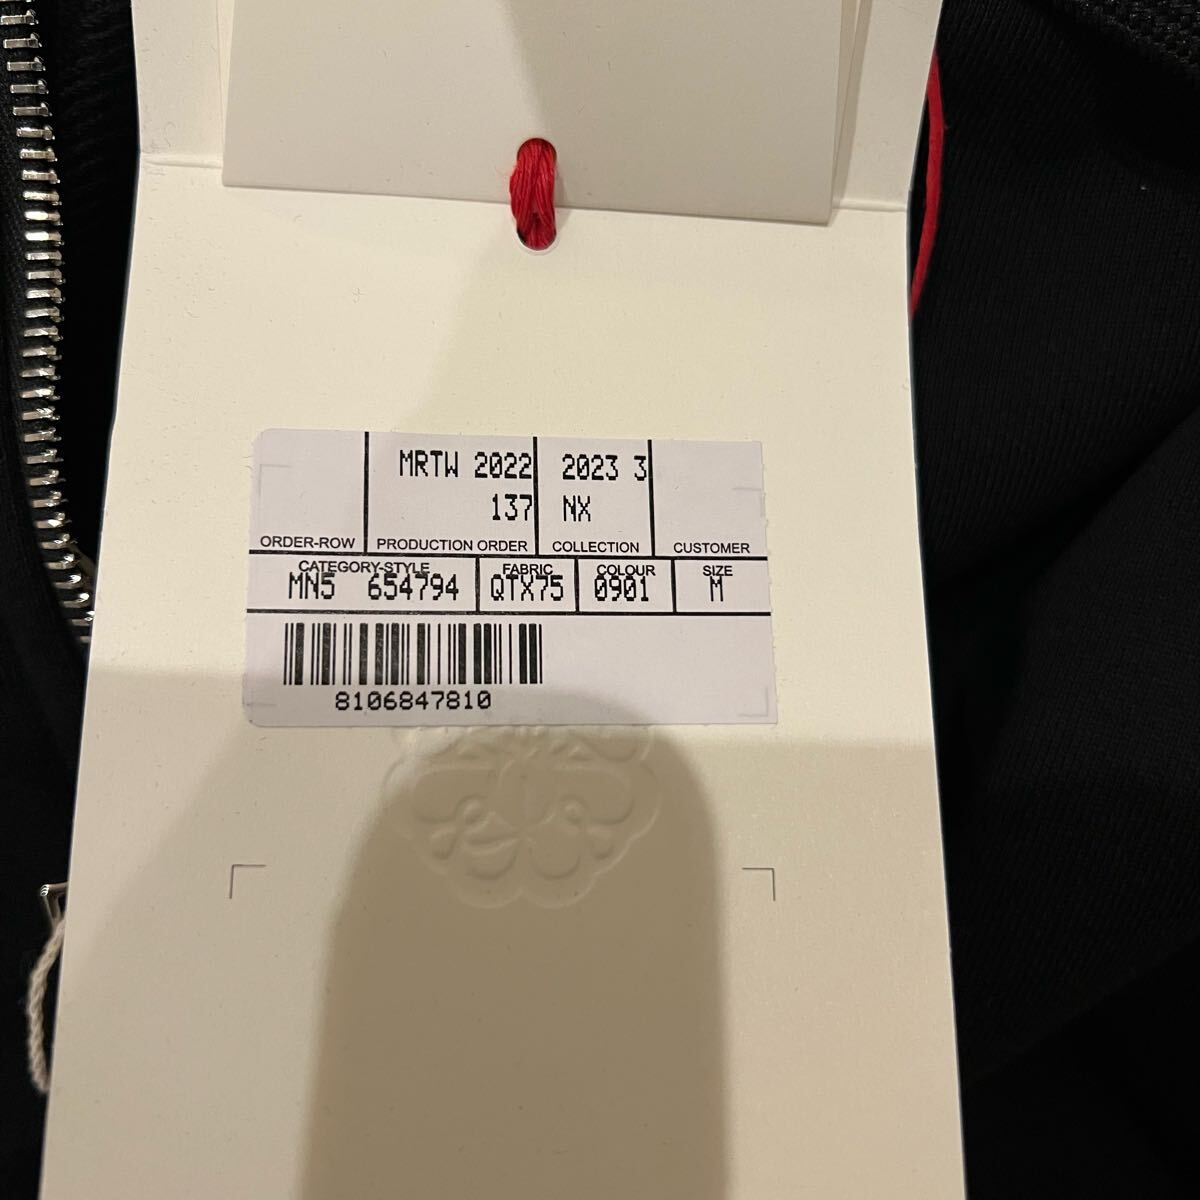 MRTW 2022 2023 3
137 NX
ORDER-ROW PRODUCTION ORDER COLLECTION CUSTOMER
CATEGORY-STYLE FABRIC COLOUR SIZE
MN5 654794 QTX75 0901 M
8106847810